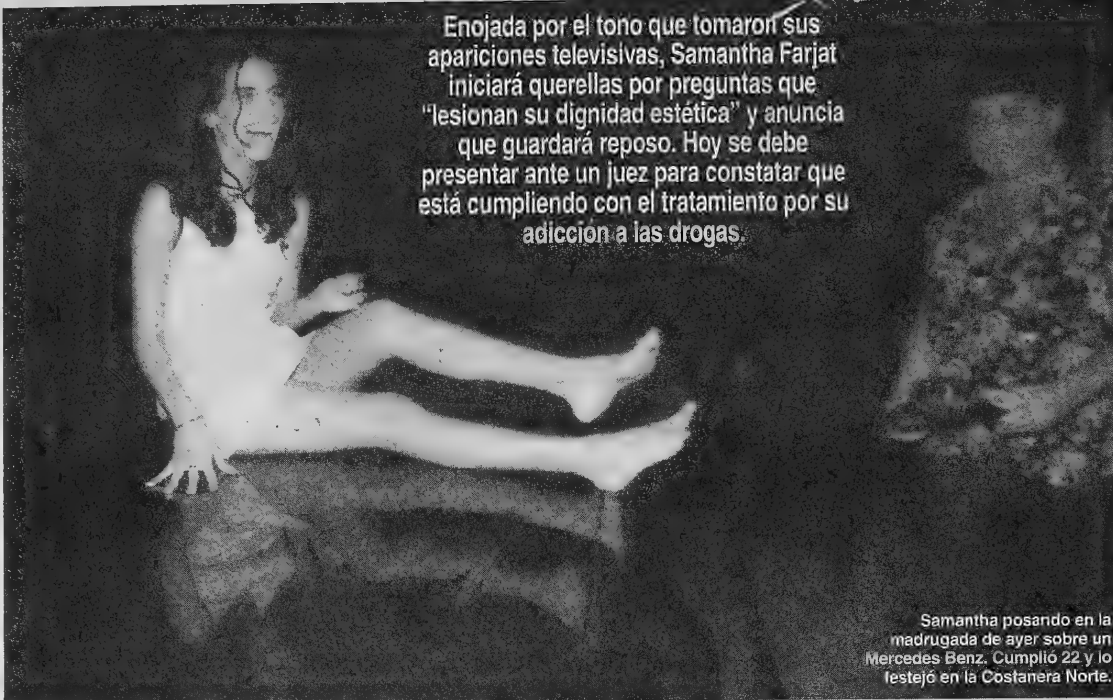 Enojada por el tono que tomaron sus
apariciones televisivas, Samantha Farjat
iniciará querellas por preguntas que
"lesionan su dignidad estética" y anuncia
que guardará reposo. Hoy se debe
presentar ante un juez para constatar que
está cumpliendo con el tratamiento por su
adicción a las drogas.
Samantha posando en la
madrugada de ayer sobre un
Mercedes Benz. Cumplió 22 y lo
festejó en la Costanera Norte.